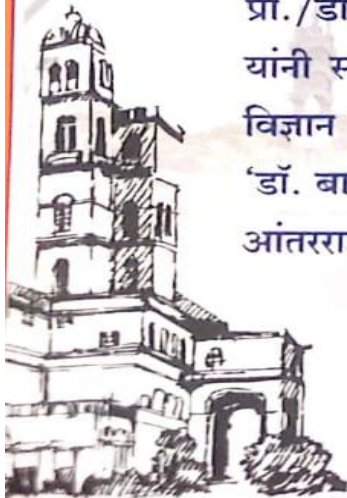 प्रा./डॉ
यांनी स
विज्ञान
'डॉ. बा
आंतररा